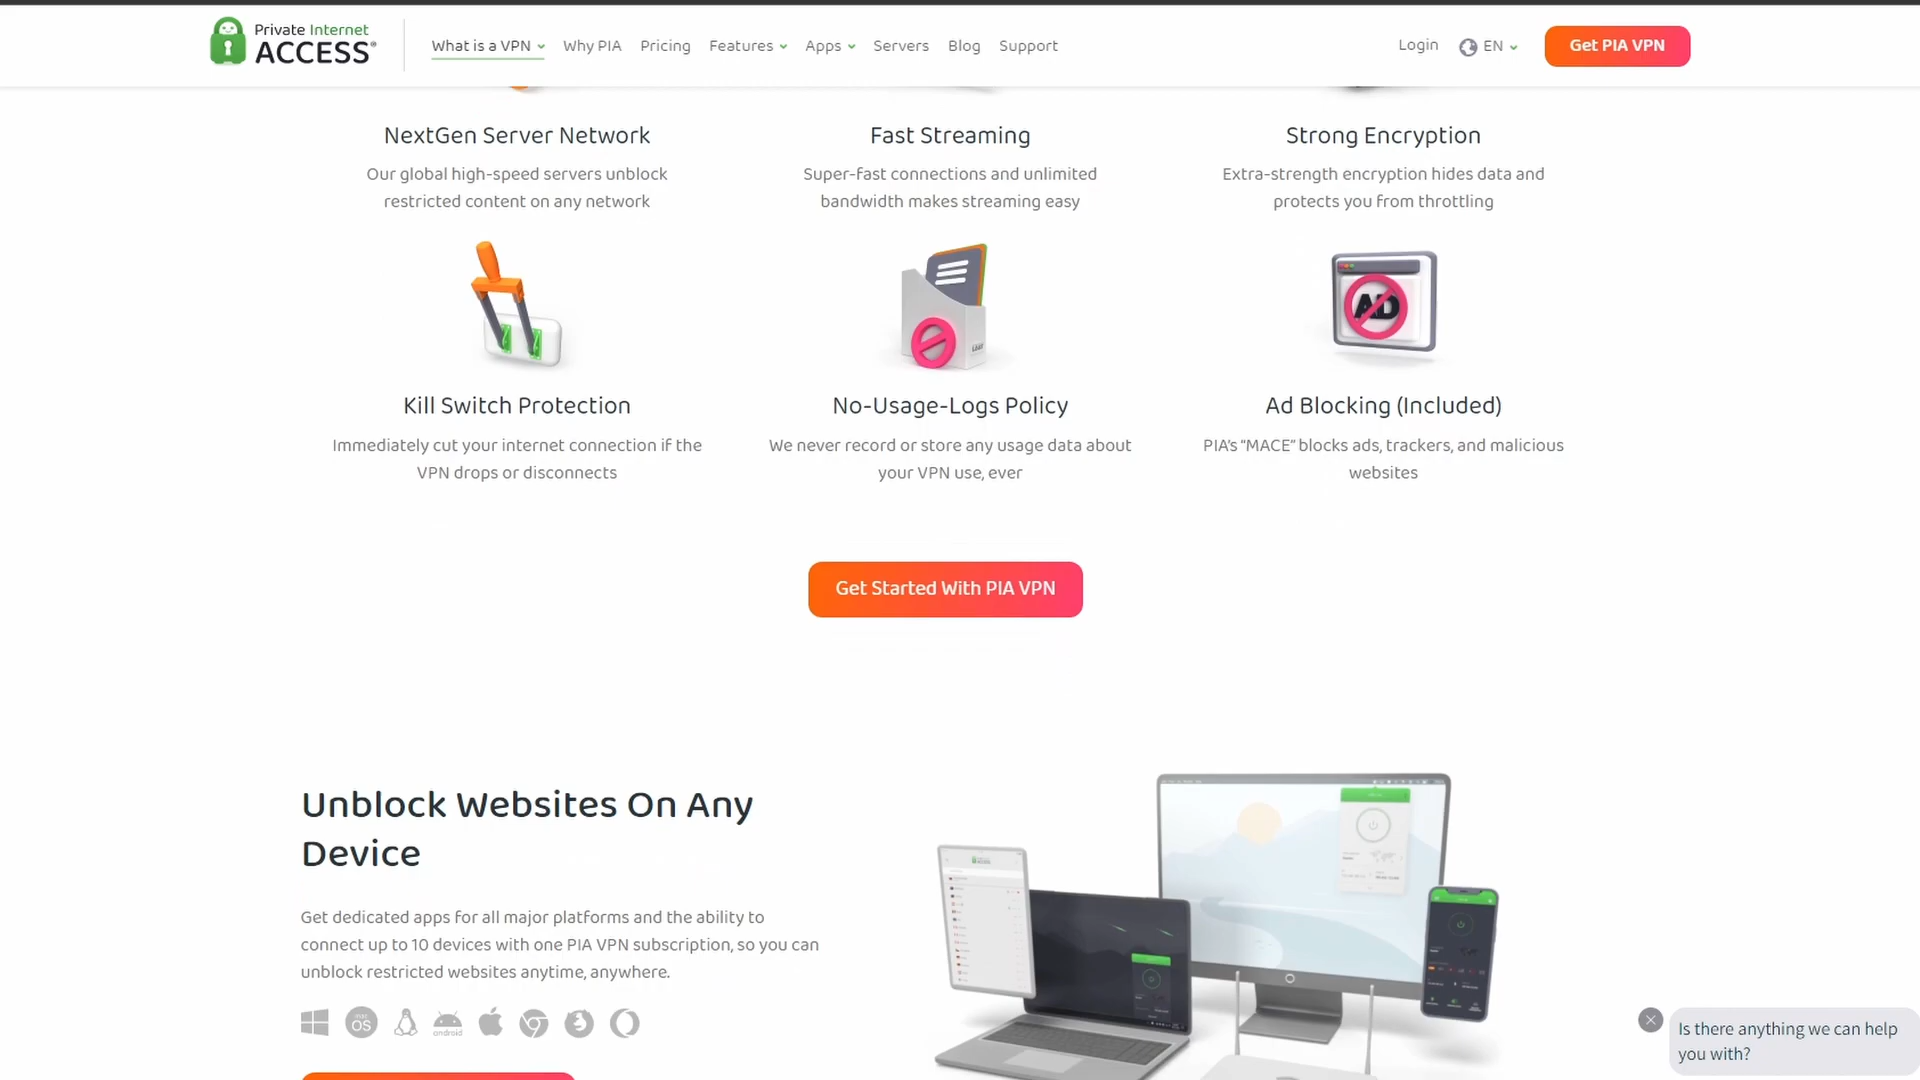 Private Internet
ACCESS®
What is a VPN
Why PIA
Pricing
Features
Apps
Servers
Blog
Support
Login
EN
Get PIA VPN
NextGen Server Network
Our global high-speed servers unblock
restricted content on any network
Fast Streaming
Super-fast connections and unlimited
bandwidth makes streaming easy
Strong Encryption
Extra-strength encryption hides data and
protects you from throttling
AD
Kill Switch Protection
Immediately cut your internet connection if the
VPN drops or disconnects
No-Usage-Logs Policy
We never record or store any usage data about
your VPN use, ever
Ad Blocking (Included)
PIA's "MACE" blocks ads, trackers, and malicious
websites
Get Started With PIA VPN
Unblock Websites On Any
Device
Get dedicated apps for all major platforms and the ability to
connect up to 10 devices with one PIA VPN subscription, so you can
unblock restricted websites anytime, anywhere.
OS
android
Is there anything we can help
you with?